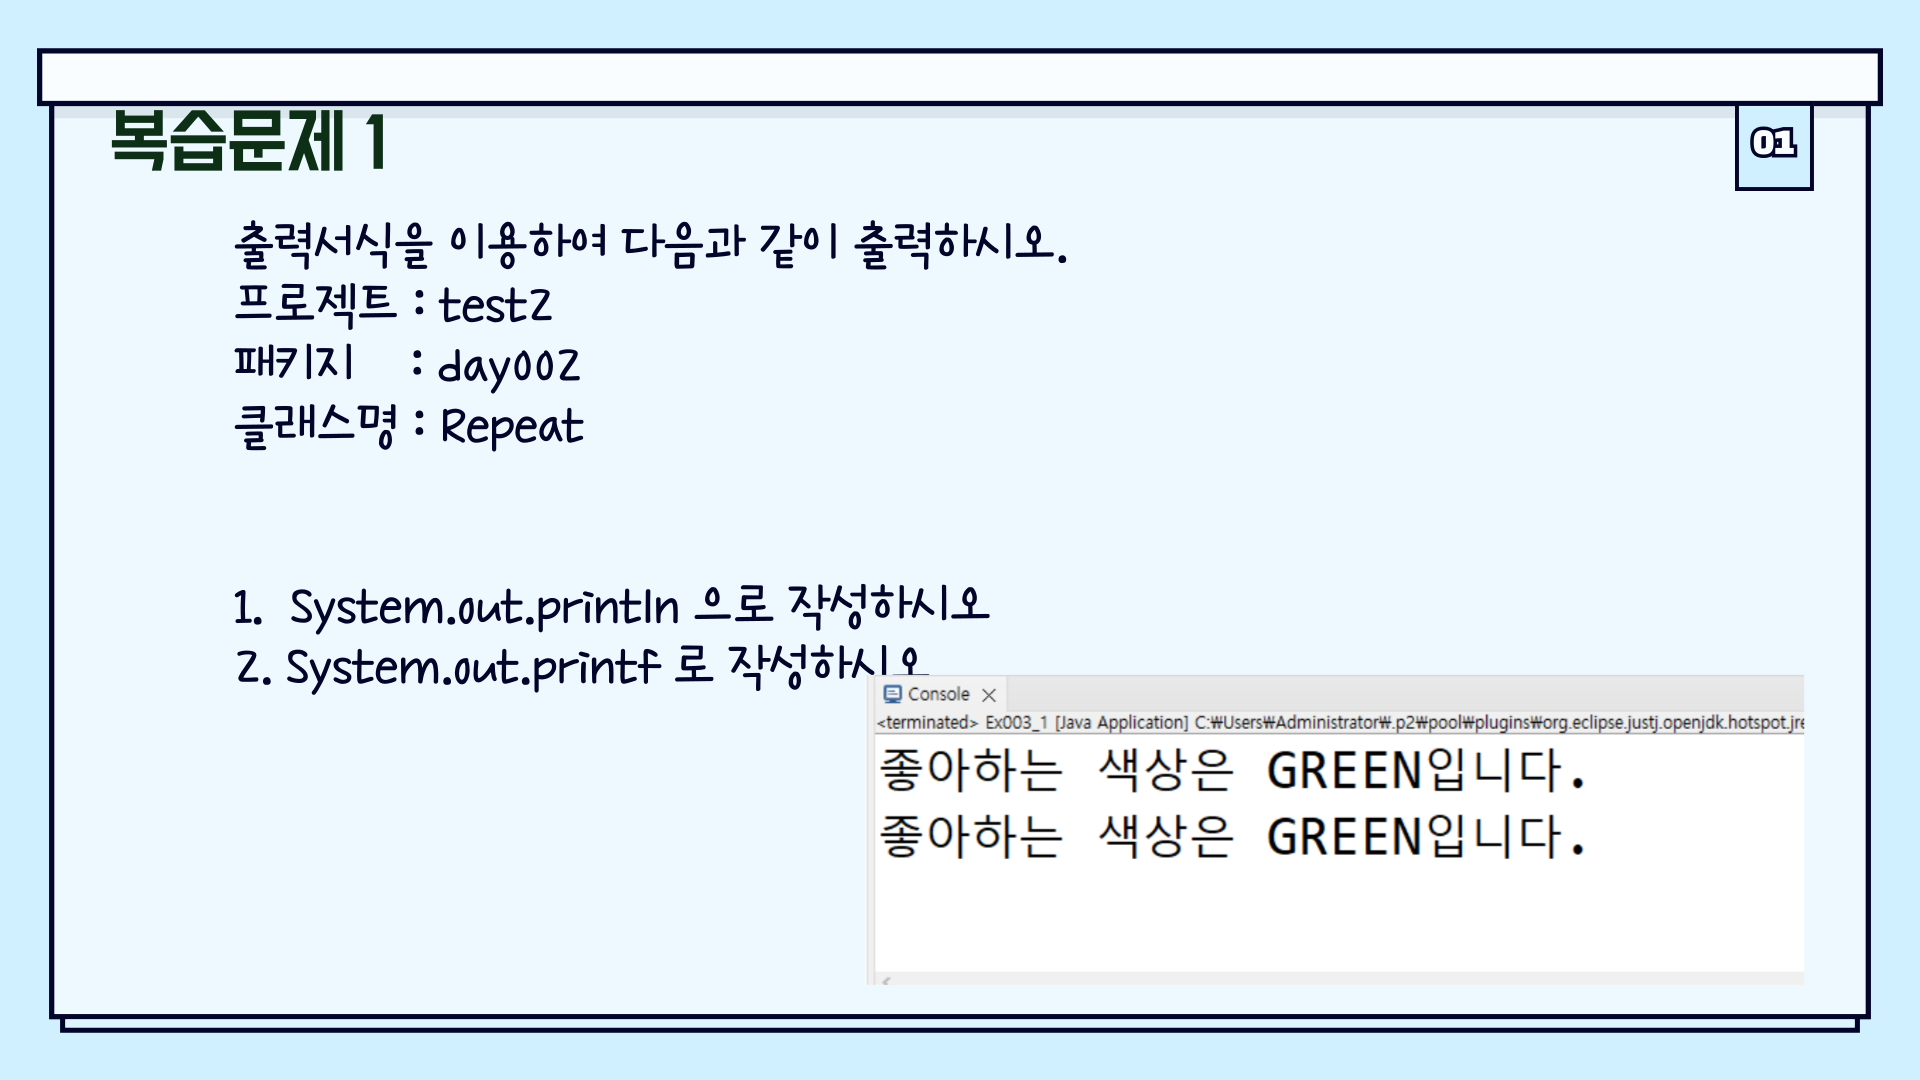 복습문제 1
01
출력서식을 이용하여 다음과 같이 출력하시오.
프로젝트 : test2
패키지 : day002
클래스명 : Repeat
1. System.out.println 으로 작성하시오
2. System.out.printf 로 작성하시오
Console
<terminated> Ex003_1 [Java Application] C:₩Users₩Administrator₩.p2₩pool₩plugins₩org.eclipse.justj.openjdk.hotspot.jre
좋아하는 색상은 GREEN입니다.
좋아하는 색상은 GREEN입니다.